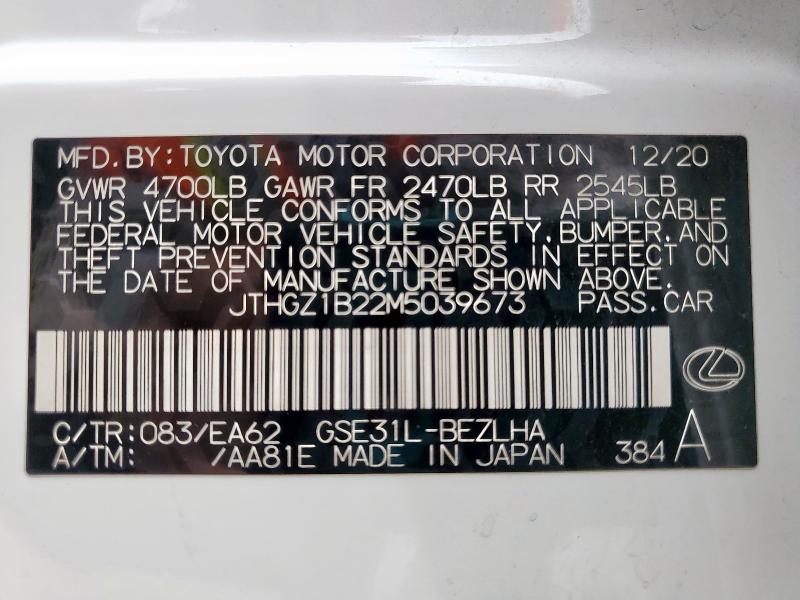 MFD.BY:TOYOTA MOTOR CORPORATION 12/20
GVWR 4700LB GAWR FR 2470LB RR 2545LB
THIS VEHICLE CONFORMS TO ALL APPLICABLE
FEDERAL MOTOR VEHICLE SAFETY,BUMPER,AND
THEFT PREVENTION STANDARDS IN EFFECT ON
THE DATE OF MANUFACTURE SHOWN ABOVE.
JTHGZ1B22M5039673 PASS.CAR
C/TR:083/EA62 GSE31L-BEZLHA
A/TM: /AA81E MADE IN JAPAN 384 A